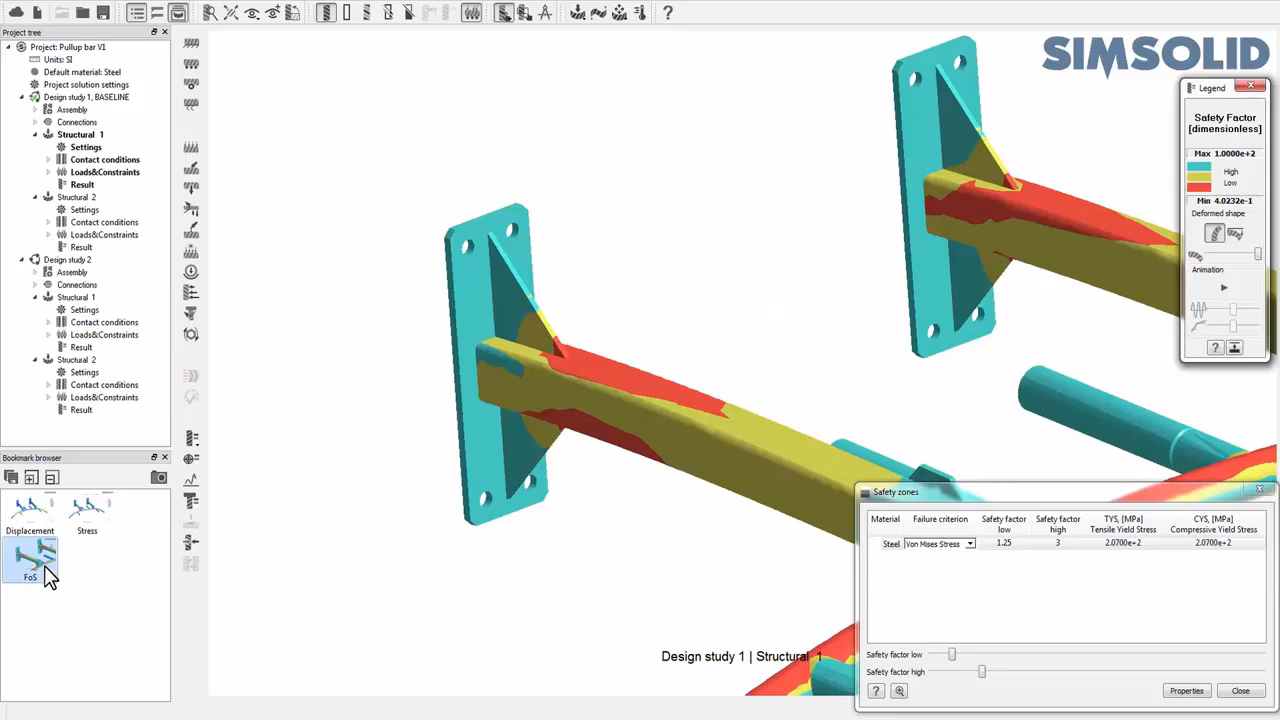 Project tree
Project: Pullup bar V1
Units: SI
Default material: Steel
Project solution settings
Design study 1, BASELINE
Assembly
Connections
Structural 1
Settings
Contact conditions
Loads&Constraints
Result
Structural 2
Settings
Contact conditions
Loads&Constraints
Result
Design study 2
Assembly
Connections
Structural 1
Settings
Contact conditions
Loads&Constraints
Result
Structural 2
Settings
Contact conditions
Loads&Constraints
Result
Bookmark browser
Displacement
Stress
FoS
SIMSOLID
Legend
Safety Factor
[dimensionless]
Max 1.0000e+2
High
Low
Min 4.0232e-1
Deformed shape
Animation
?
Design study 1 | Structural 1
Safety zones
Material Failure criterion Safety factor low Safety factor high TYS, [MPa] Tensile Yield Stress CYS, [MPa] Compressive Yield Stress
Steel Von Mises Stress 1.25 3 2.0700e+2 2.0700e+2
Safety factor low
Safety factor high
? Properties Close